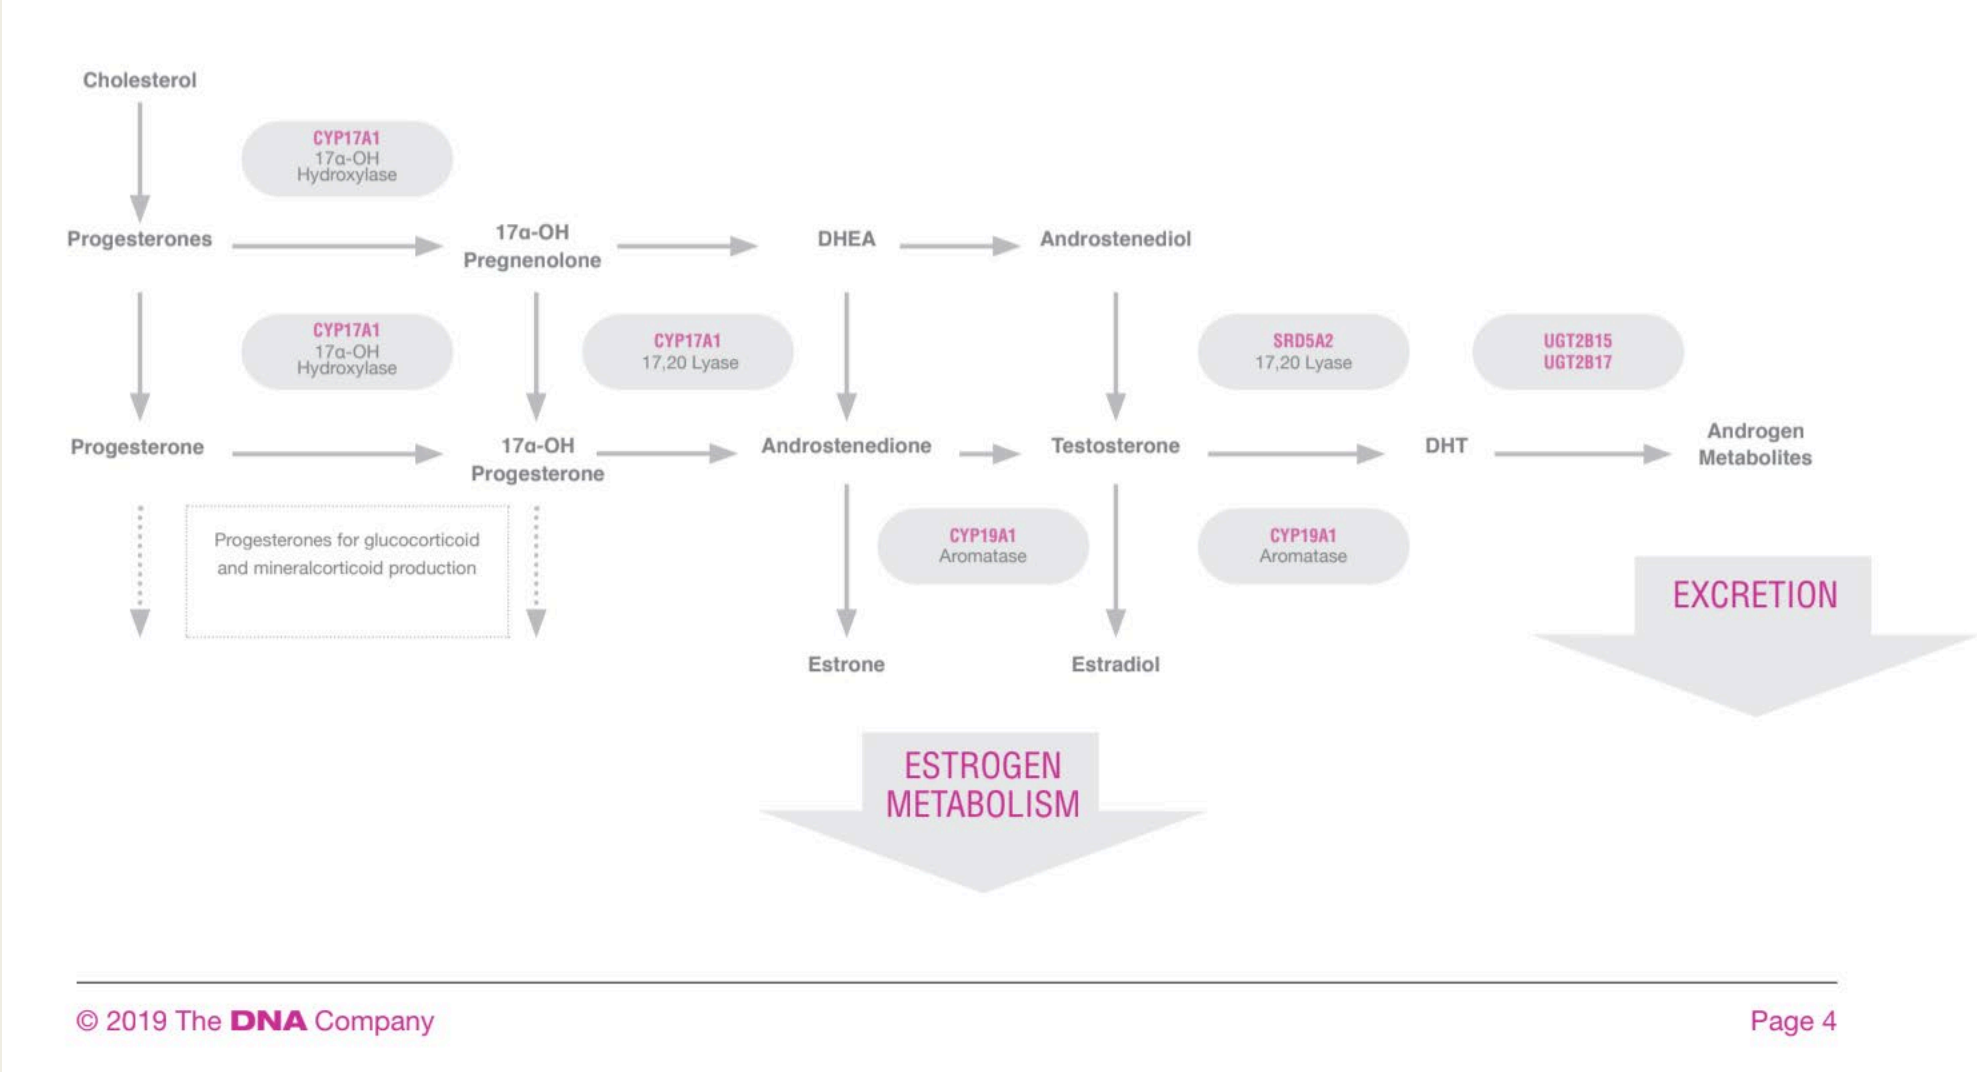 Cholesterol
CYP17A1
17α-OH
Hydroxylase
Progesterones
17α-OH
Pregnenolone
DHEA
Androstenediol
CYP17A1
17α-OH
Hydroxylase
CYP17A1
17,20 Lyase
SRD5A2
17,20 Lyase
UGT2B15
UGT2B17
Progesterone
17α-OH
Progesterone
Androstenedione
Testosterone
DHT
Androgen
Metabolites
Progesterones for glucocorticoid
and mineralcorticoid production
CYP19A1
Aromatase
CYP19A1
Aromatase
EXCRETION
Estrone
Estradiol
ESTROGEN
METABOLISM
© 2019 The DNA Company
Page 4